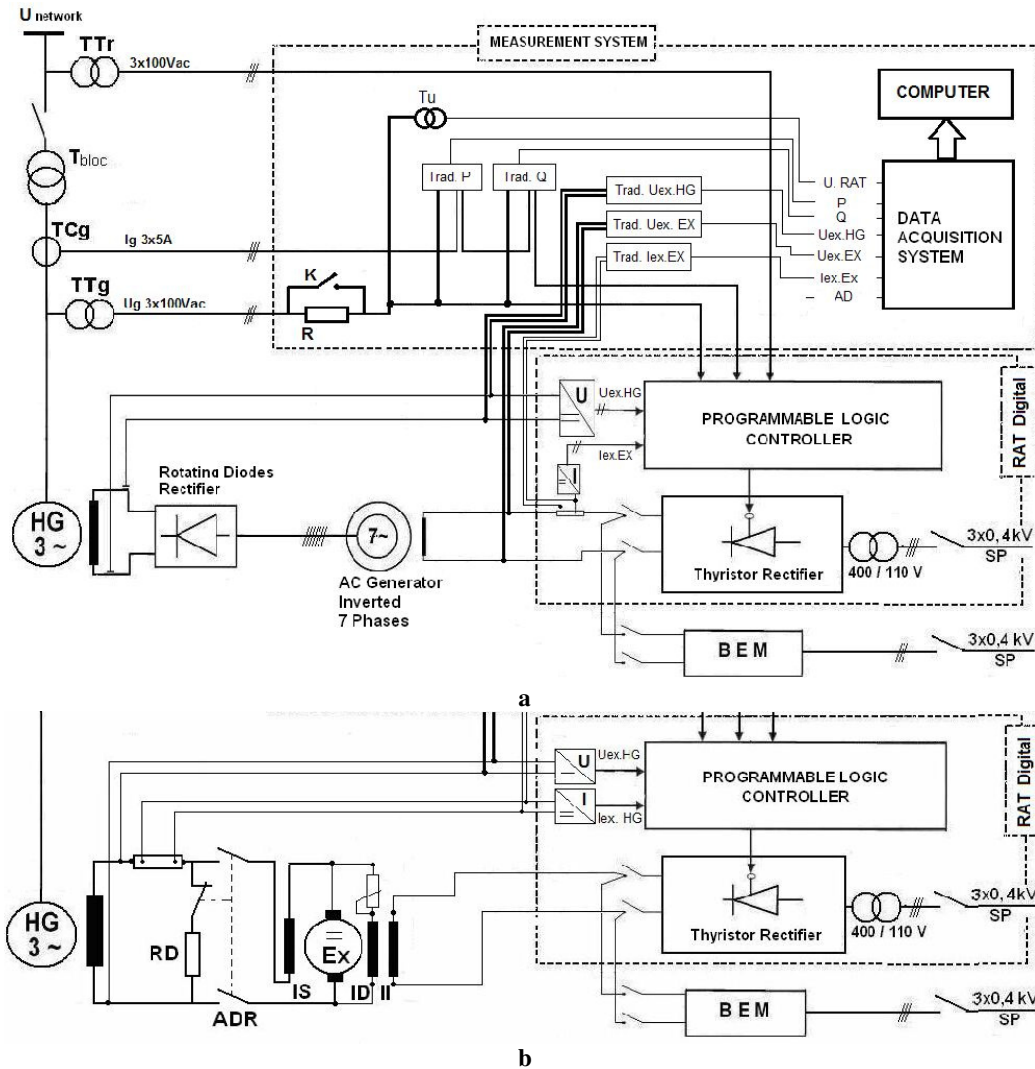 U network
MEASUREMENT SYSTEM
TTr
3x100Vac
Tu
COMPUTER
Tbloc
Trad. P
Trad. Q
Trad. Uex.HG
Trad. Uex. EX
Trad. Iex.EX
U. RAT
P
Q
Uex.HG
Uex.EX
Iex.Ex
AD
DATA
ACQUISITION
SYSTEM
TCg
Ig 3x5A
TTg
Ug 3x100Vac
K
R
U
Uex.HG
I
Iex.EX
PROGRAMMABLE LOGIC
CONTROLLER
RAT Digital
Rotating Diodes
Rectifier
HG
3 ~
7~
AC Generator
Inverted
7 Phases
Thyristor Rectifier
400 / 110 V
3x0,4kV
SP
BEM
3x0,4 kV
SP
a
U
Uex.HG
I
Iex. HG
PROGRAMMABLE LOGIC
CONTROLLER
RAT Digital
HG
3 ~
RD
ADR
IS
Ex
ID
II
Thyristor Rectifier
400 / 110 V
3x0,4 kV
SP
BEM
3x0,4 kV
SP
b